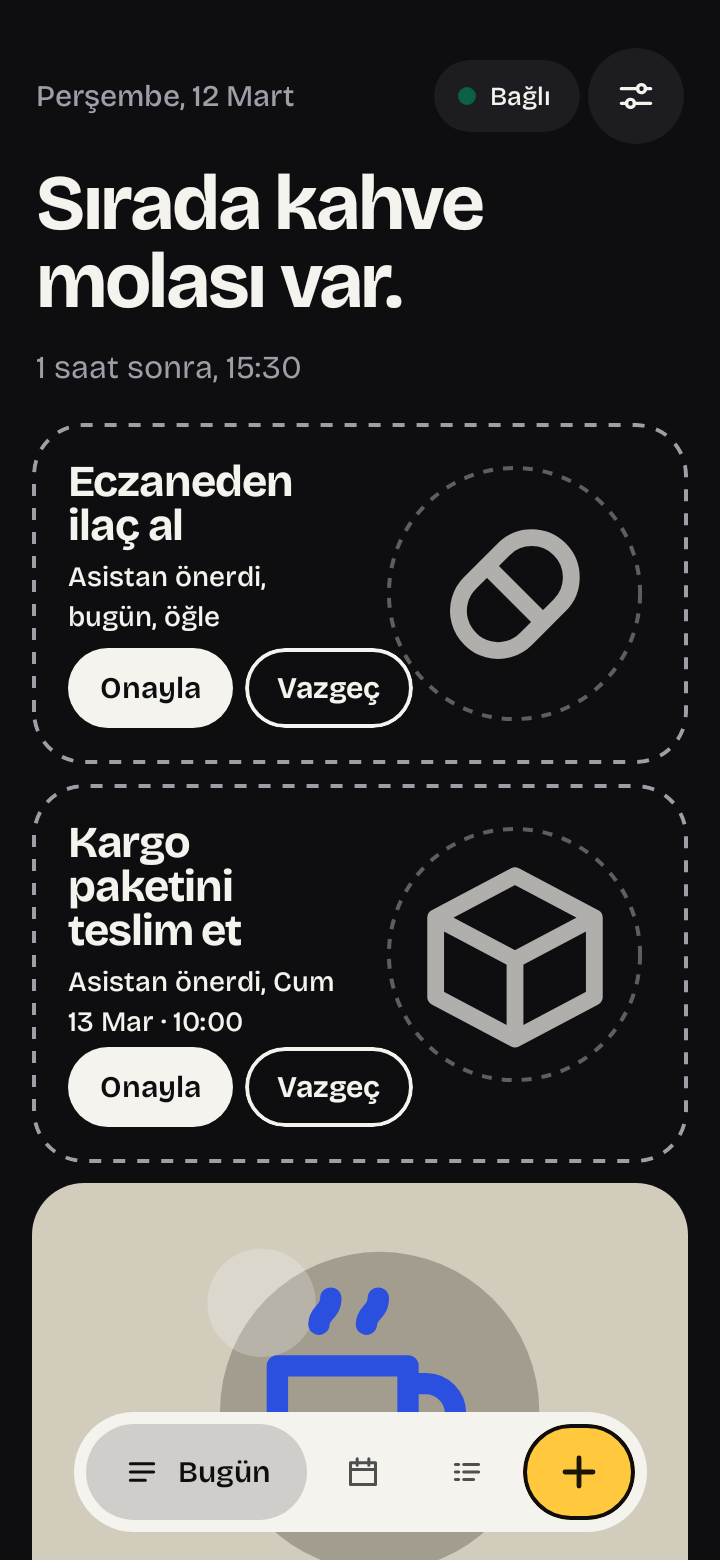 Perşembe, 12 Mart
Bağlı
Sırada kahve
molası var.
1 saat sonra, 15:30
Eczaneden
ilaç al
Asistan önerdi,
bugün, öğle
Onayla
Vazgeç
Kargo
paketini
teslim et
Asistan önerdi, Cum
13 Mar · 10:00
Onayla
Vazgeç
Bugün